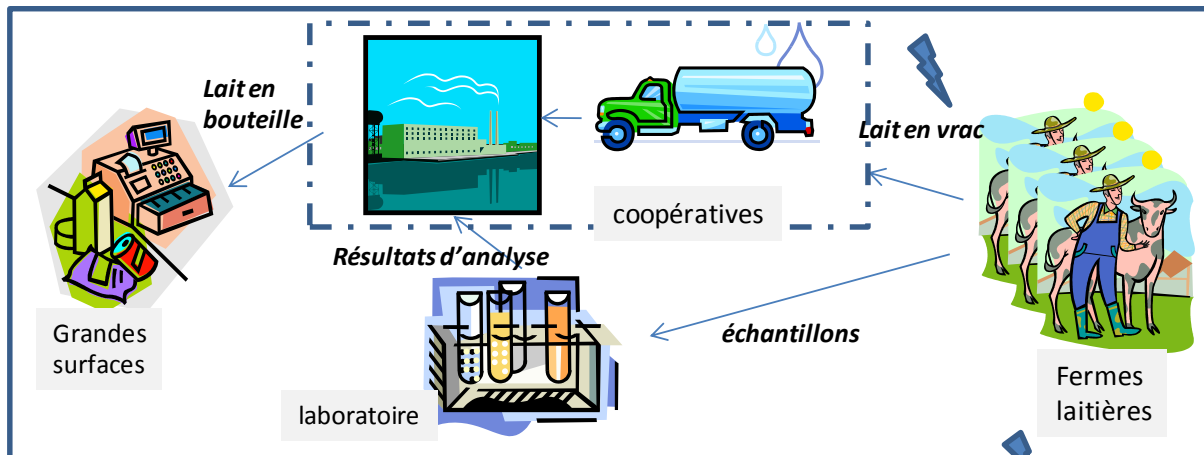 Lait en
bouteille
Lait en vrac
coopératives
Résultats d'analyse
échantillons
Grandes
surfaces
laboratoire
Fermes
laitières